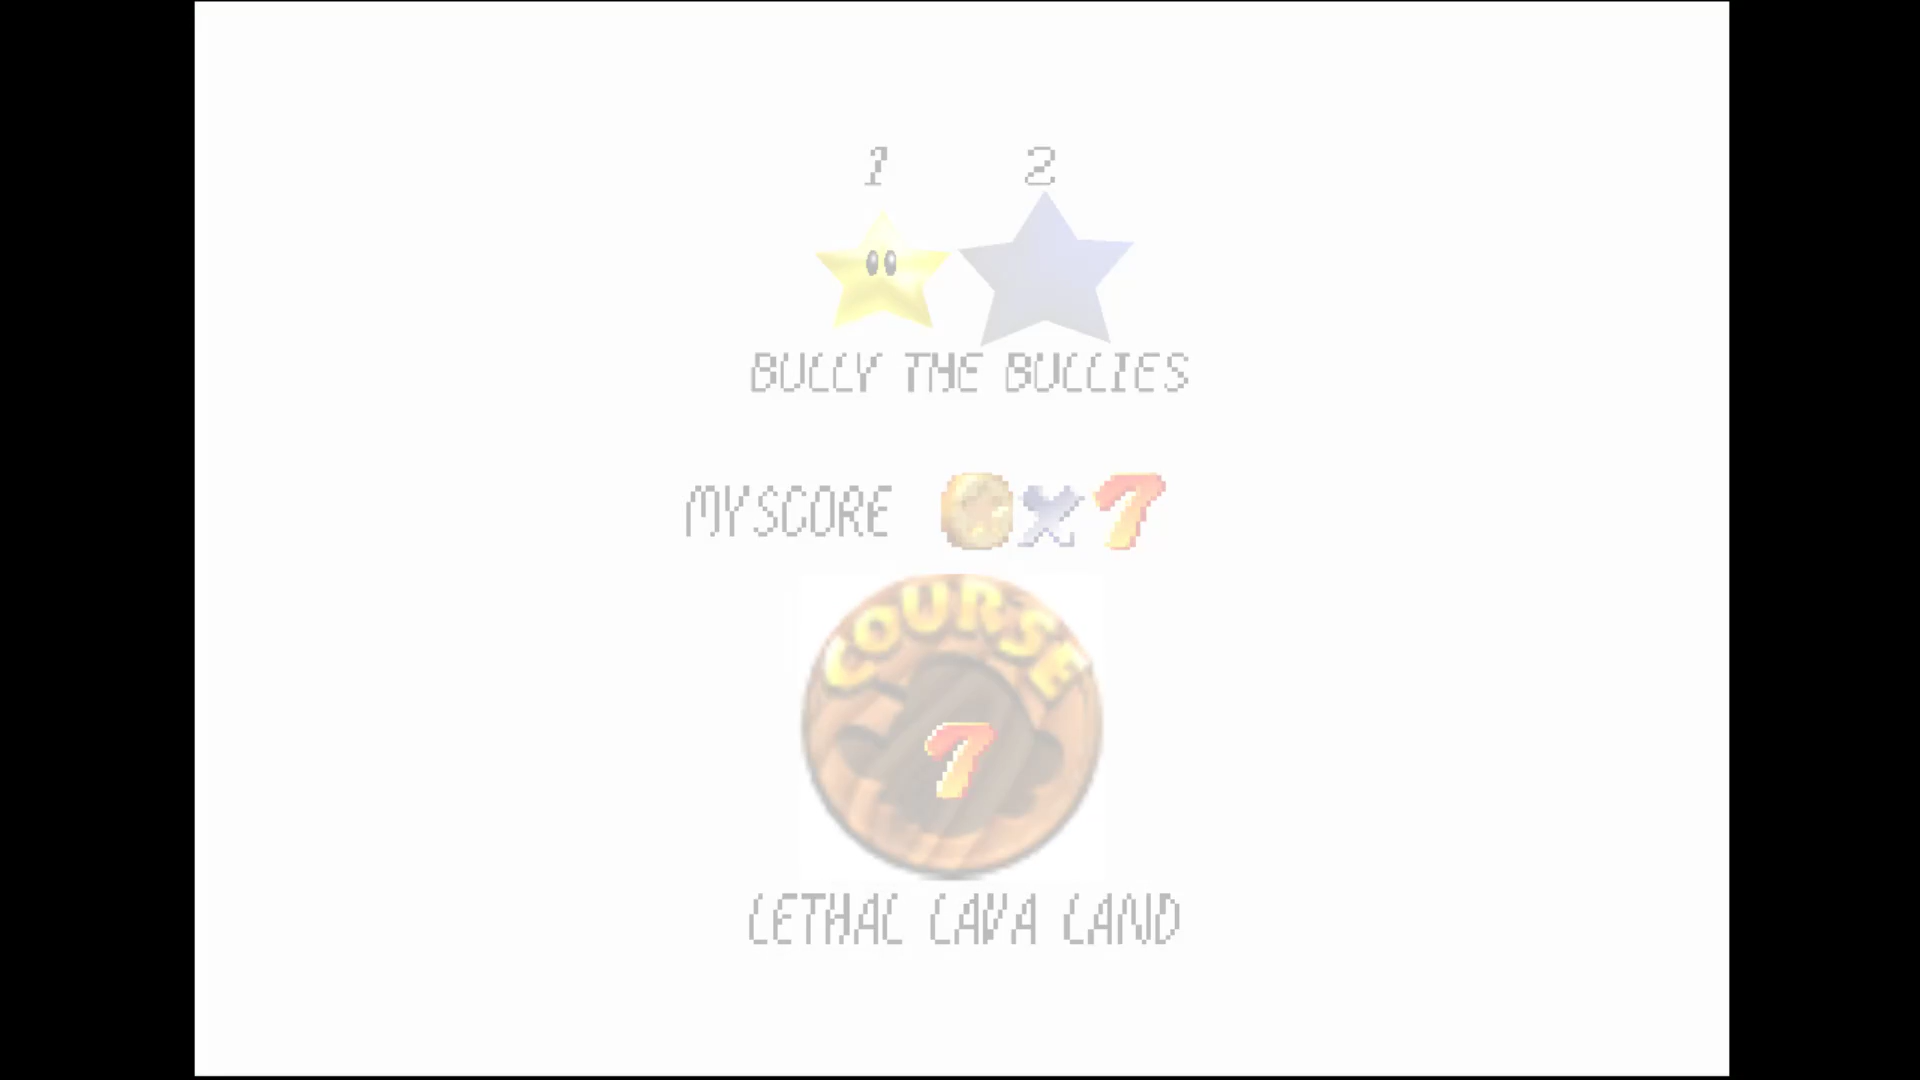 1 2
BULLY THE BULLIES
MYSCORE x 7
COURSE
7
LETHAL LAVA LAND